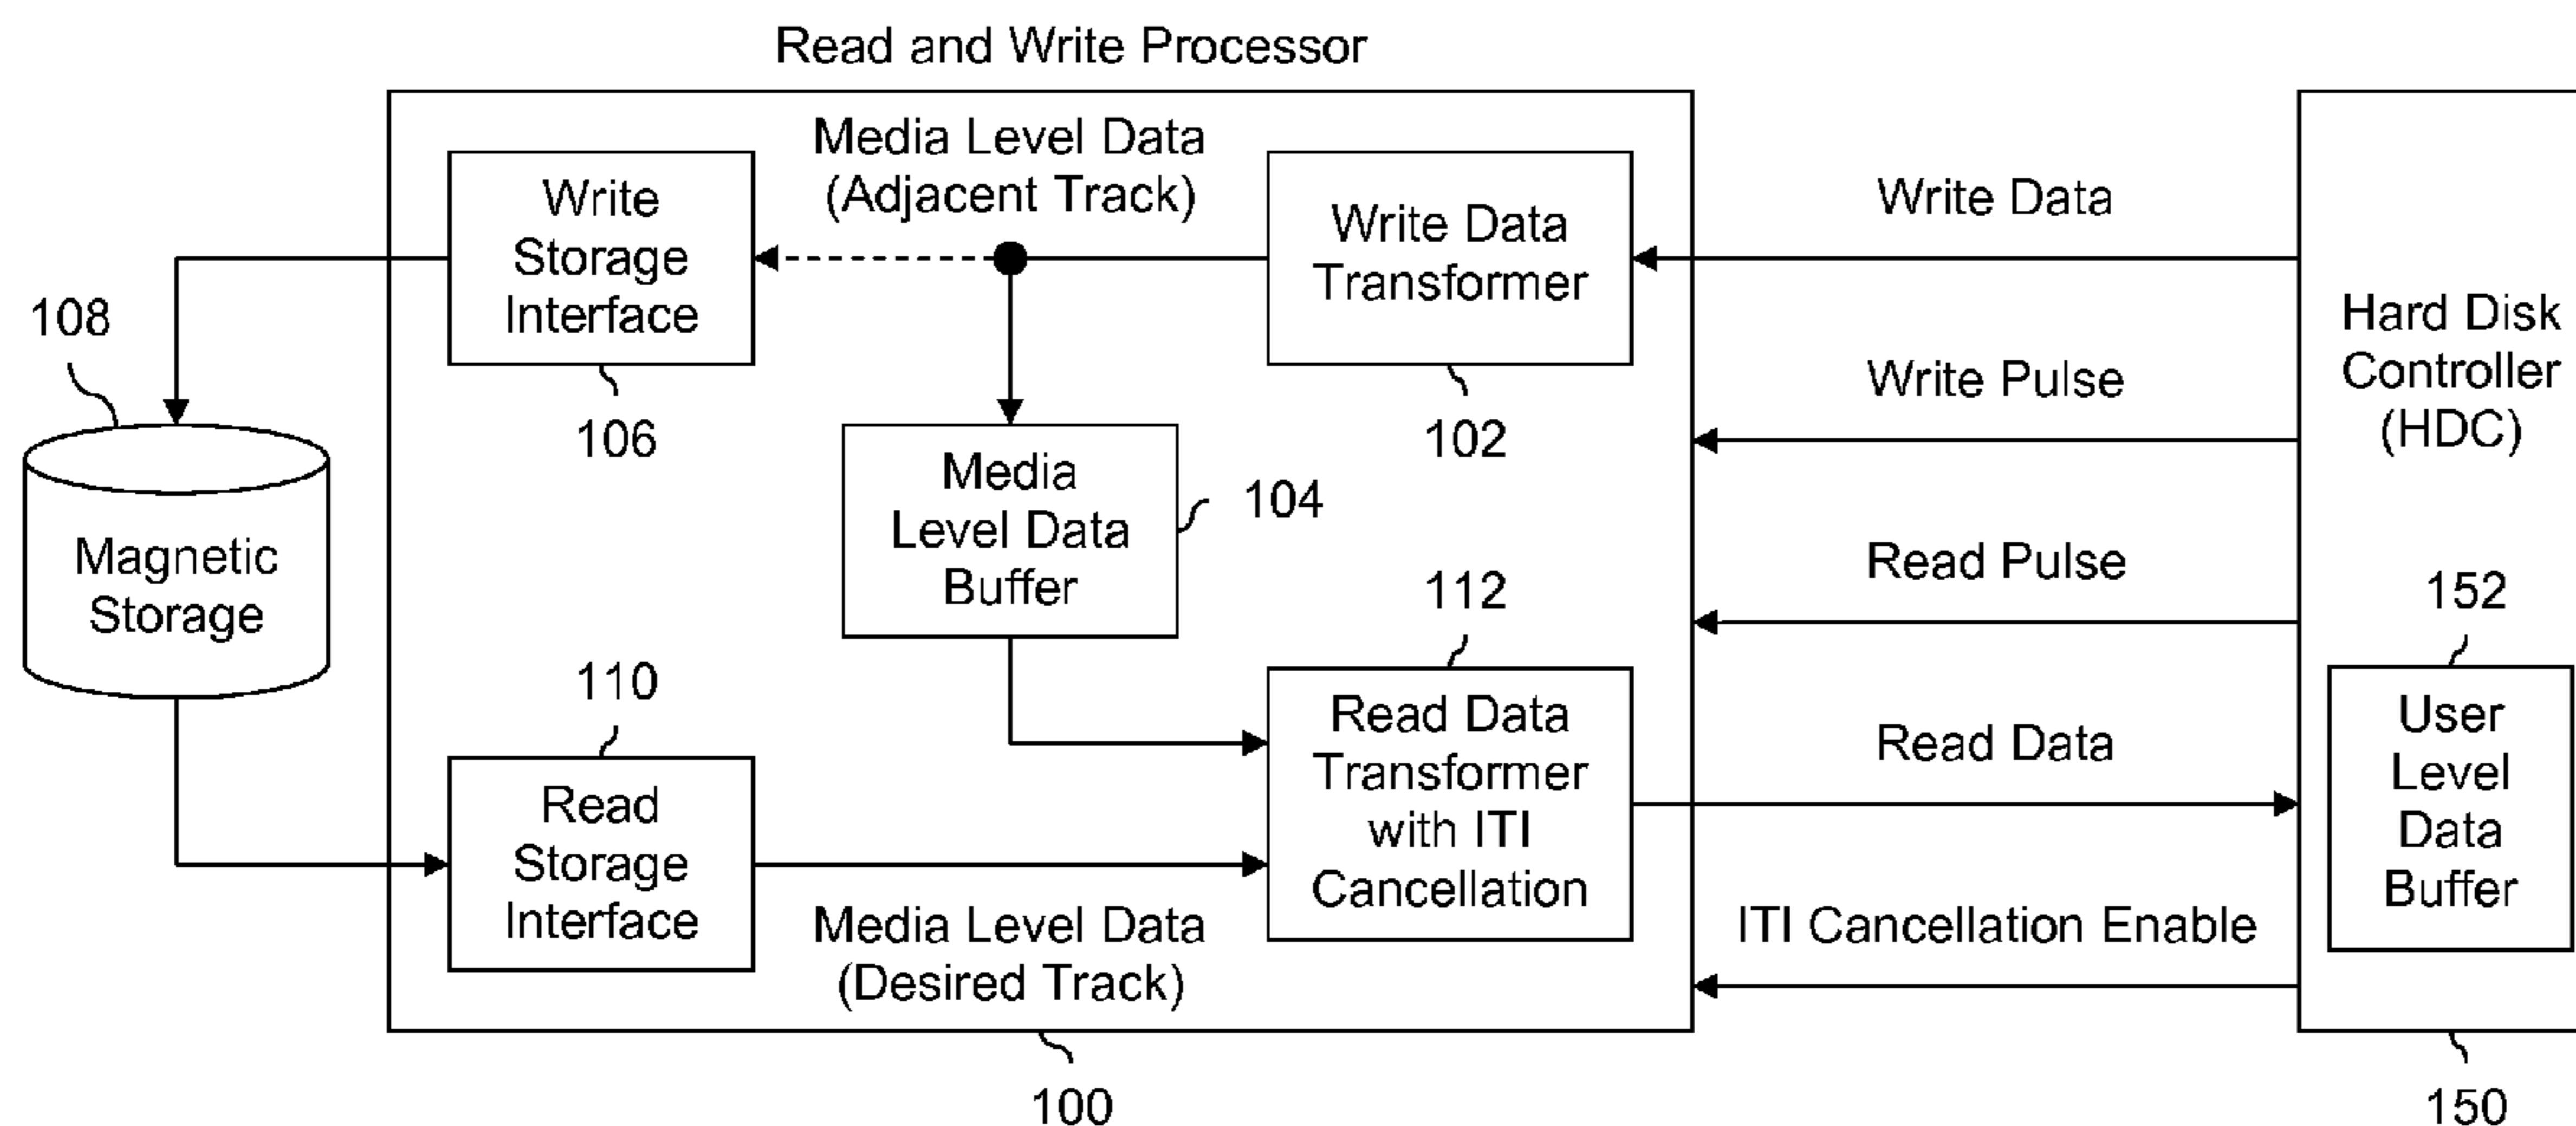 Read and Write Processor
Media Level Data
(Adjacent Track)
Write
Storage
Interface
106
Write Data
Transformer
102
Write Data
Write Pulse
Read Pulse
Read Data
ITI Cancellation Enable
Hard Disk
Controller
(HDC)
108
Magnetic
Storage
Media
Level Data
Buffer
104
110
Read
Storage
Interface
112
Read Data
Transformer
with ITI
Cancellation
Media Level Data
(Desired Track)
152
User
Level
Data
Buffer
100
150